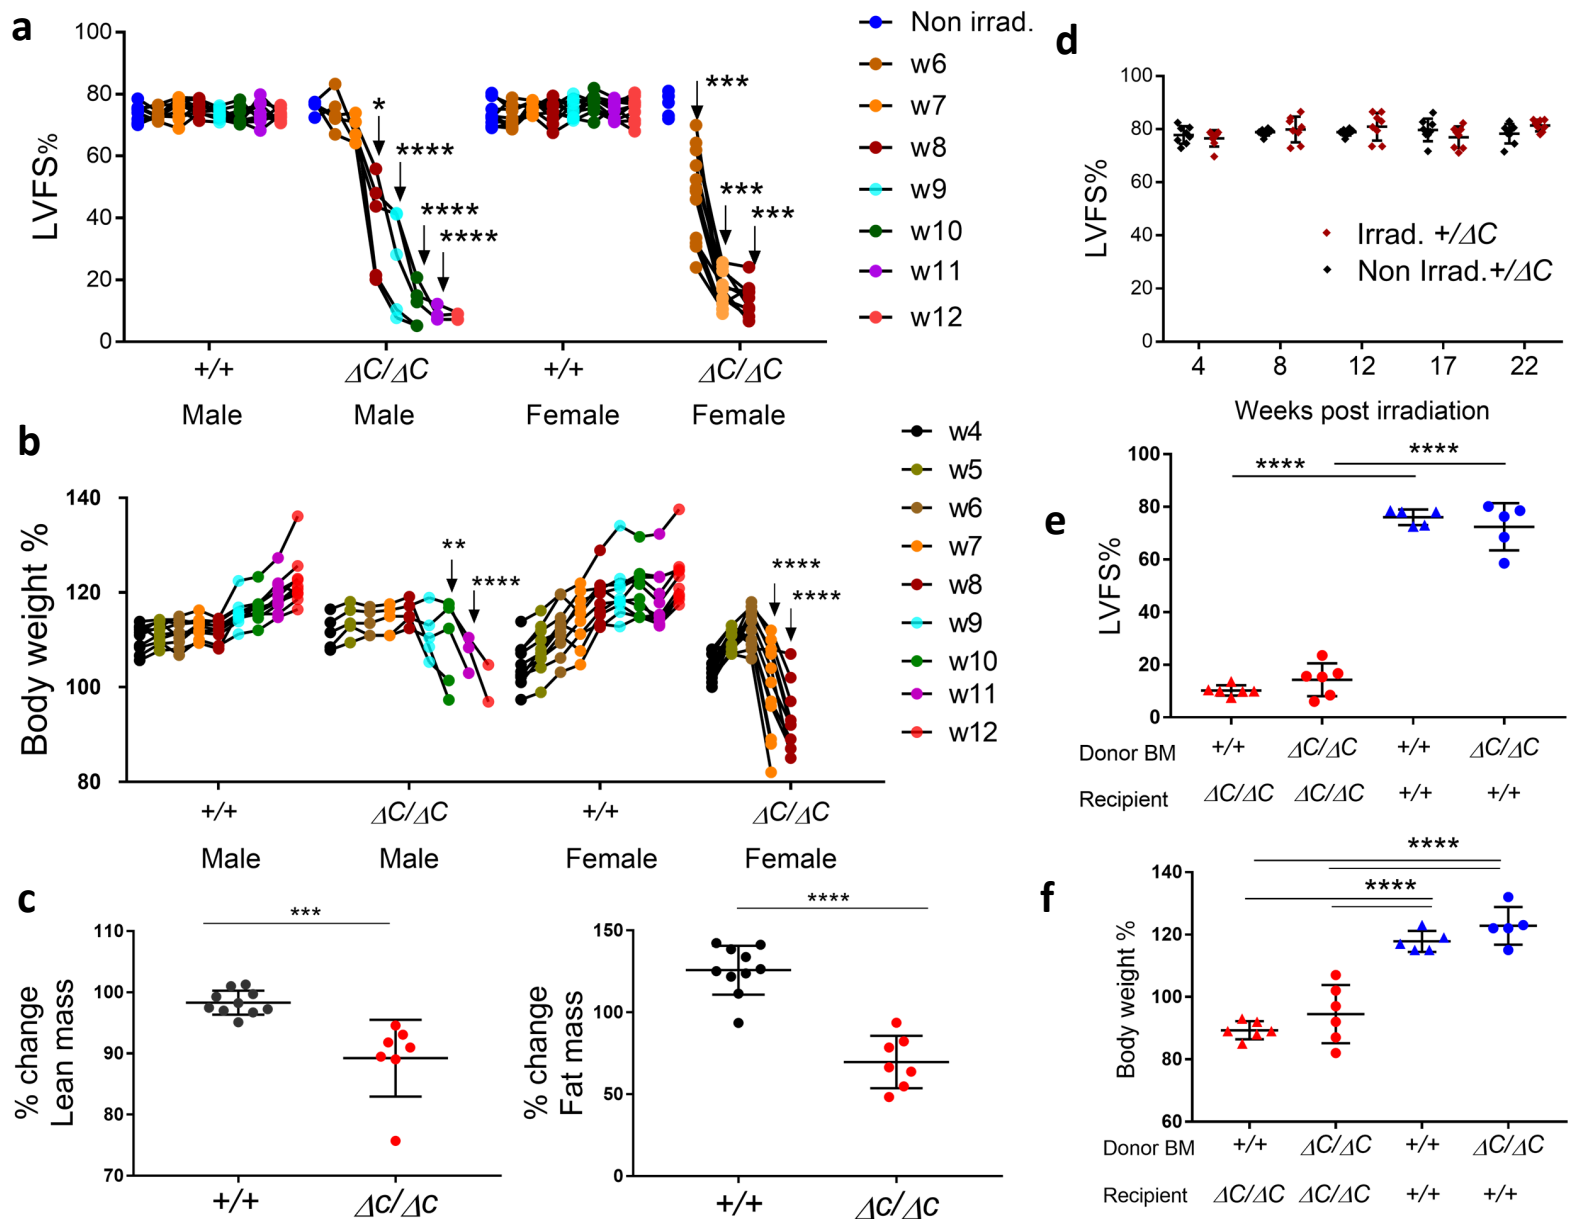 a
100
80
60
40
20
0
LVFS%
*
****
****
****
***
***
***
+/+
ΔC/ΔC
+/+
ΔC/ΔC
Male
Male
Female
Female
Non irrad.
w6
w7
w8
w9
w10
w11
w12
b
140
120
100
80
Body weight %
**
****
****
****
+/+
ΔC/ΔC
+/+
ΔC/ΔC
Male
Male
Female
Female
w4
w5
w6
w7
w8
w9
w10
w11
w12
c
110
100
90
80
70
% change
Lean mass
***
+/+
ΔC/ΔC
150
100
50
0
% change
Fat mass
****
+/+
ΔC/ΔC
d
100
80
60
40
20
0
LVFS%
Irrad. +/ΔC
Non Irrad.+/ΔC
4
8
12
17
22
Weeks post irradiation
e
100
80
60
40
20
0
LVFS%
****
****
Donor BM
+/+
ΔC/ΔC
+/+
ΔC/ΔC
Recipient
ΔC/ΔC
ΔC/ΔC
+/+
+/+
f
140
120
100
80
60
Body weight %
****
****
Donor BM
+/+
ΔC/ΔC
+/+
ΔC/ΔC
Recipient
ΔC/ΔC
ΔC/ΔC
+/+
+/+